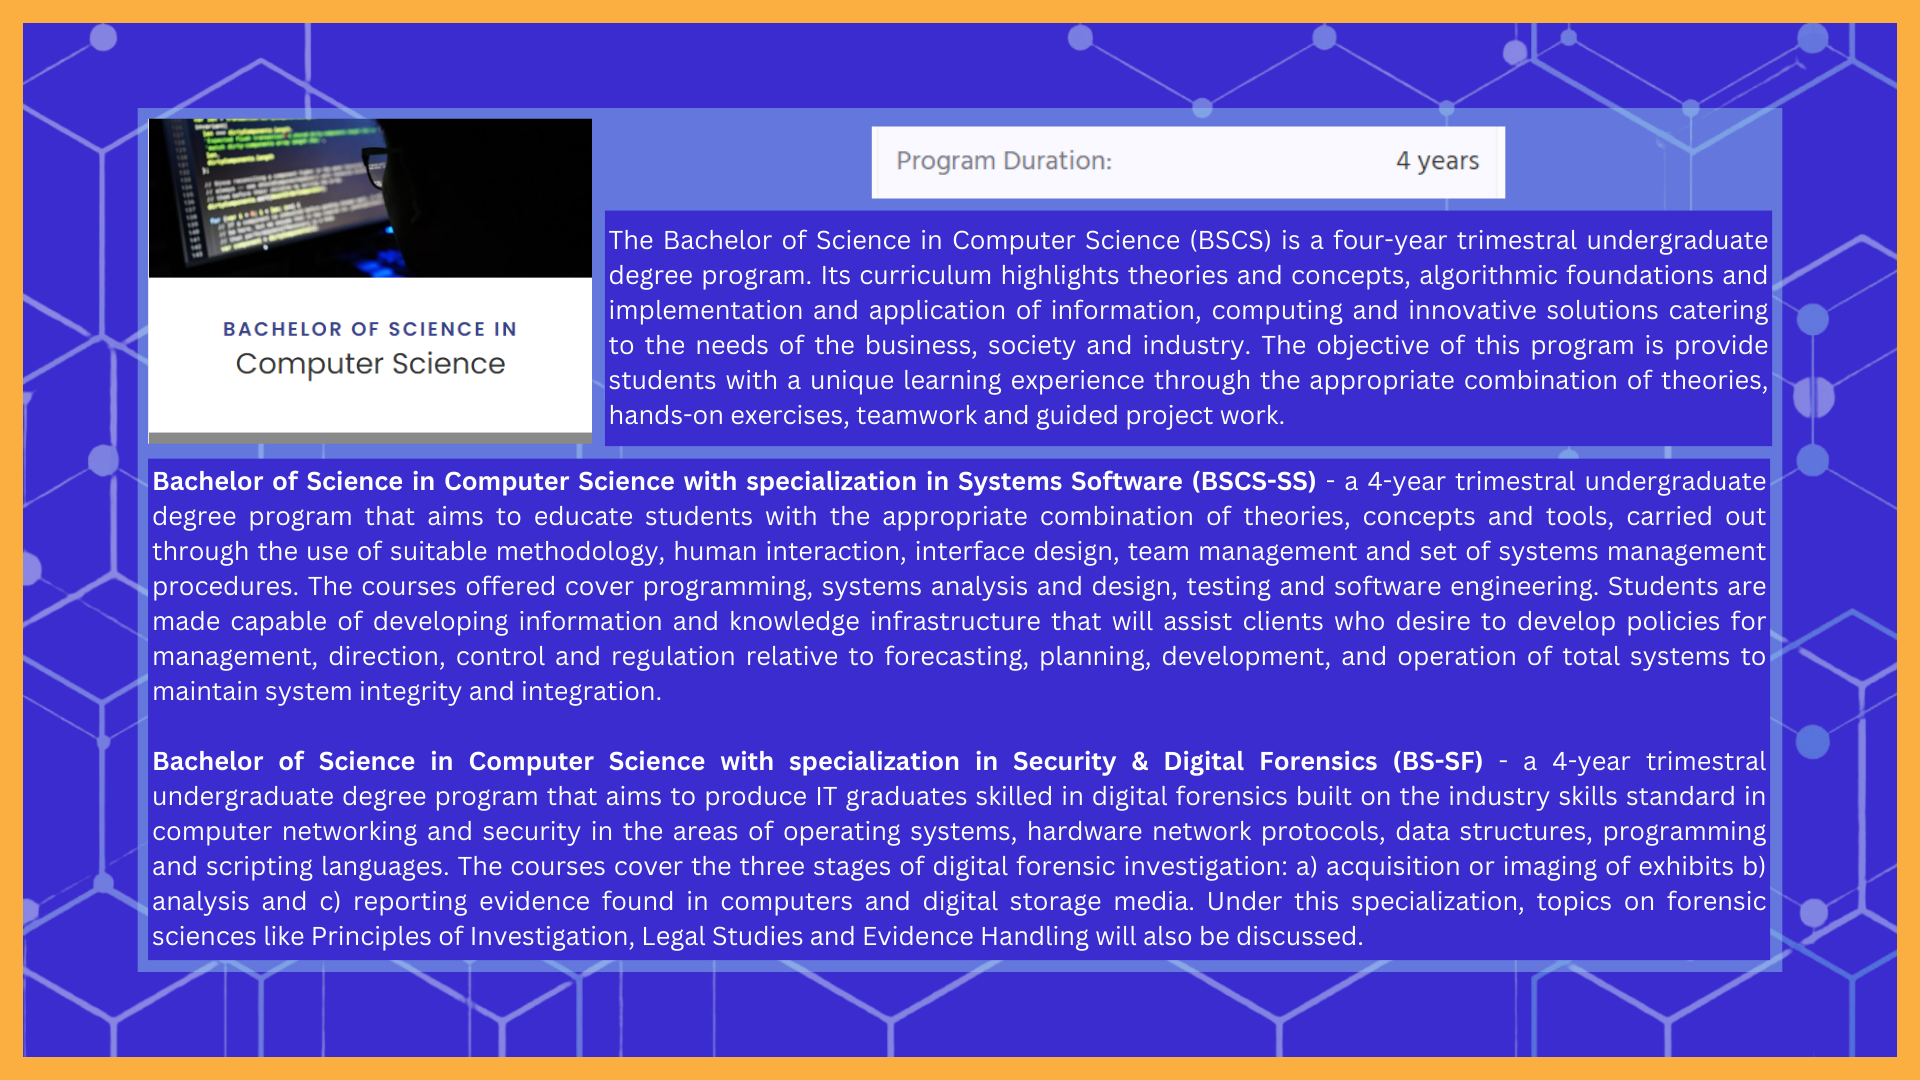 BACHELOR OF SCIENCE IN
Computer Science
Program Duration: 4 years
The Bachelor of Science in Computer Science (BSCS) is a four-year trimestral undergraduate
degree program. Its curriculum highlights theories and concepts, algorithmic foundations and
implementation and application of information, computing and innovative solutions catering
to the needs of the business, society and industry. The objective of this program is provide
students with a unique learning experience through the appropriate combination of theories,
hands-on exercises, teamwork and guided project work.
Bachelor of Science in Computer Science with specialization in Systems Software (BSCS-SS) - a 4-year trimestral undergraduate
degree program that aims to educate students with the appropriate combination of theories, concepts and tools, carried out
through the use of suitable methodology, human interaction, interface design, team management and set of systems management
procedures. The courses offered cover programming, systems analysis and design, testing and software engineering. Students are
made capable of developing information and knowledge infrastructure that will assist clients who desire to develop policies for
management, direction, control and regulation relative to forecasting, planning, development, and operation of total systems to
maintain system integrity and integration.
Bachelor of Science in Computer Science with specialization in Security & Digital Forensics (BS-SF) - a 4-year trimestral
undergraduate degree program that aims to produce IT graduates skilled in digital forensics built on the industry skills standard in
computer networking and security in the areas of operating systems, hardware network protocols, data structures, programming
and scripting languages. The courses cover the three stages of digital forensic investigation: a) acquisition or imaging of exhibits b)
analysis and c) reporting evidence found in computers and digital storage media. Under this specialization, topics on forensic
sciences like Principles of Investigation, Legal Studies and Evidence Handling will also be discussed.